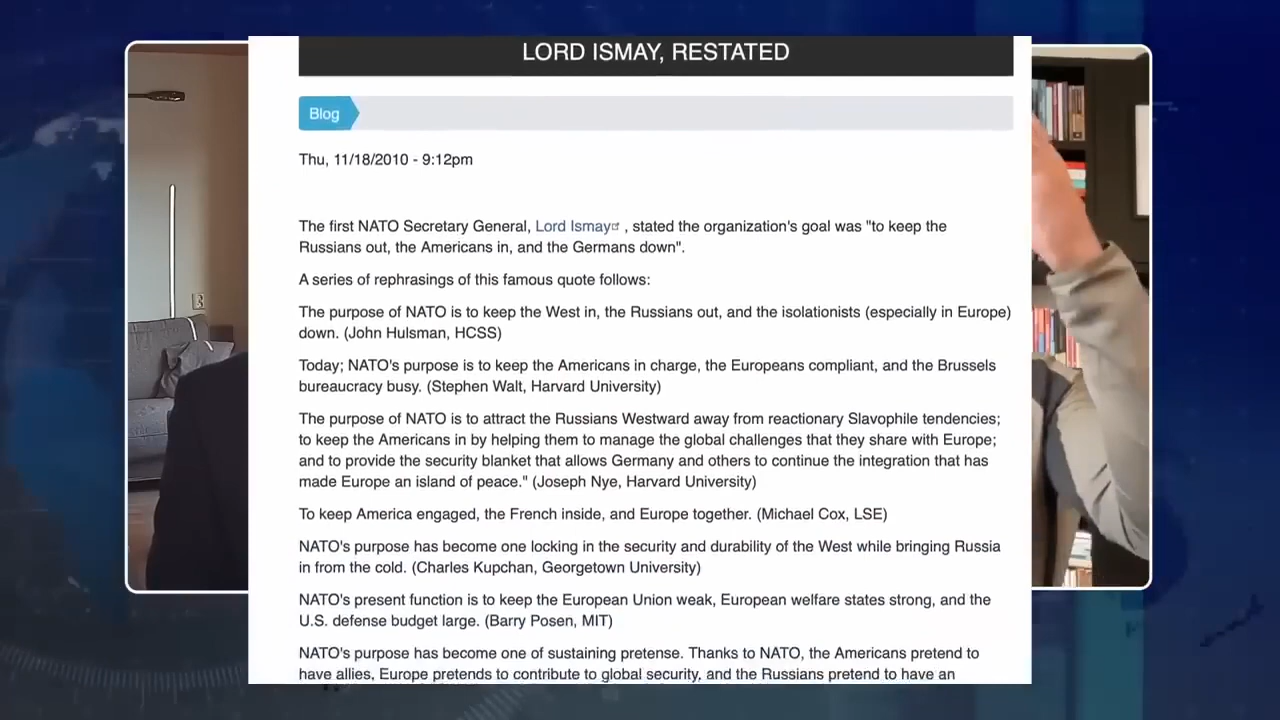 LORD ISMAY, RESTATED
Blog
Thu, 11/18/2010 - 9:12pm
The first NATO Secretary General, Lord Ismay , stated the organization's goal was "to keep the
Russians out, the Americans in, and the Germans down".
A series of rephrasings of this famous quote follows:
The purpose of NATO is to keep the West in, the Russians out, and the isolationists (especially in Europe)
down. (John Hulsman, HCSS)
Today; NATO's purpose is to keep the Americans in charge, the Europeans compliant, and the Brussels
bureaucracy busy. (Stephen Walt, Harvard University)
The purpose of NATO is to attract the Russians Westward away from reactionary Slavophile tendencies;
to keep the Americans in by helping them to manage the global challenges that they share with Europe;
and to provide the security blanket that allows Germany and others to continue the integration that has
made Europe an island of peace." (Joseph Nye, Harvard University)
To keep America engaged, the French inside, and Europe together. (Michael Cox, LSE)
NATO's purpose has become one locking in the security and durability of the West while bringing Russia
in from the cold. (Charles Kupchan, Georgetown University)
NATO's present function is to keep the European Union weak, European welfare states strong, and the
U.S. defense budget large. (Barry Posen, MIT)
NATO's purpose has become one of sustaining pretense. Thanks to NATO, the Americans pretend to
have allies, Europe pretends to contribute to global security, and the Russians pretend to have an